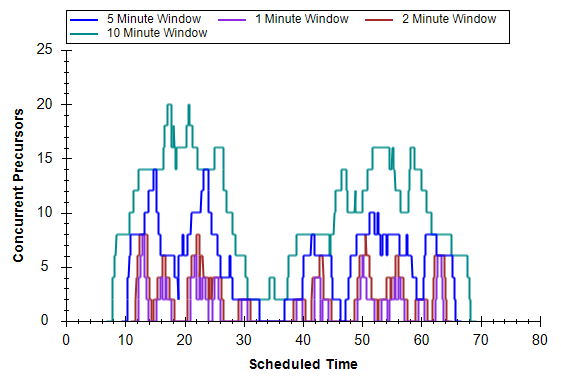 5 Minute Window 1 Minute Window 2 Minute Window
10 Minute Window
25
20
15
10
5
0
Concurrent Precursors
0 10 20 30 40 50 60 70 80
Scheduled Time